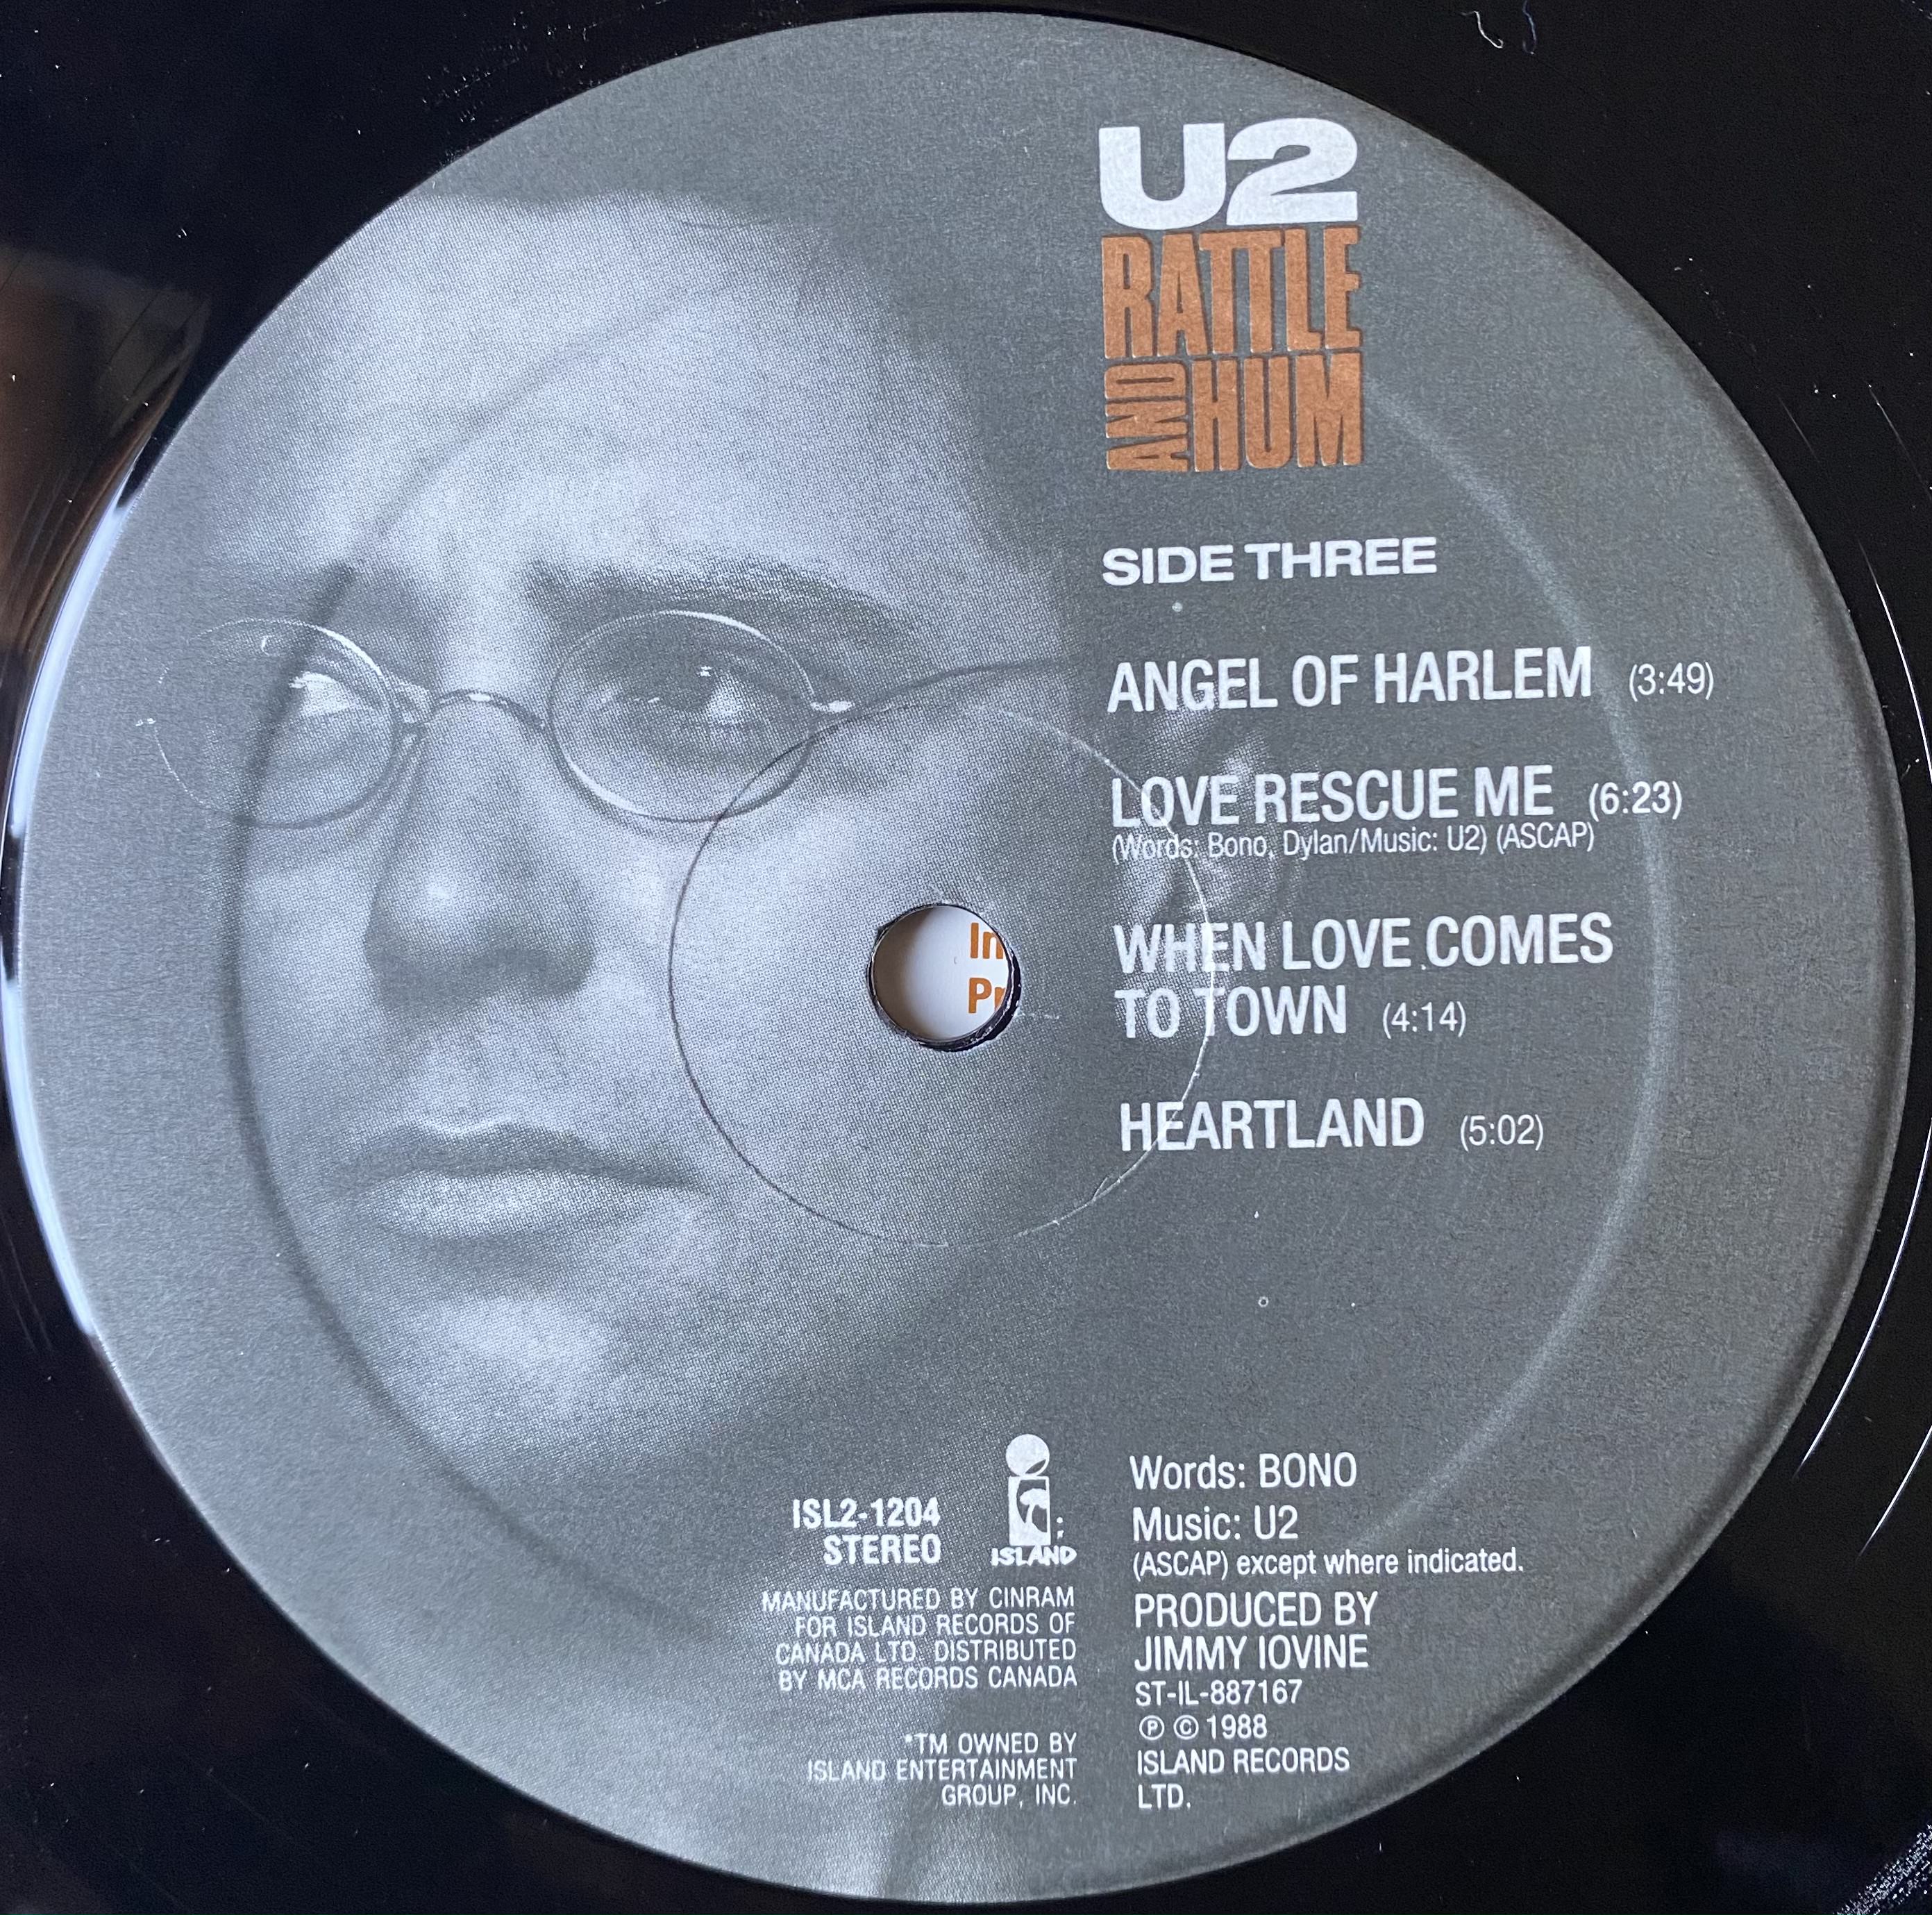 U2
RATTLE
AND HUM
SIDE THREE
ANGEL OF HARLEM (3:49)
LOVE RESCUE ME (6:23)
(Words: Bono, Dylan/Music: U2) (ASCAP)
WHEN LOVE COMES
TO TOWN (4:14)
HEARTLAND (5:02)
ISL2-1204
STEREO
ISLAND
MANUFACTURED BY CINRAM
FOR ISLAND RECORDS OF
CANADA LTD. DISTRIBUTED
BY MCA RECORDS CANADA
*TM OWNED BY
ISLAND ENTERTAINMENT
GROUP, INC.
Words: BONO
Music: U2
(ASCAP) except where indicated.
PRODUCED BY
JIMMY IOVINE
ST-IL-887167
℗ © 1988
ISLAND RECORDS
LTD.